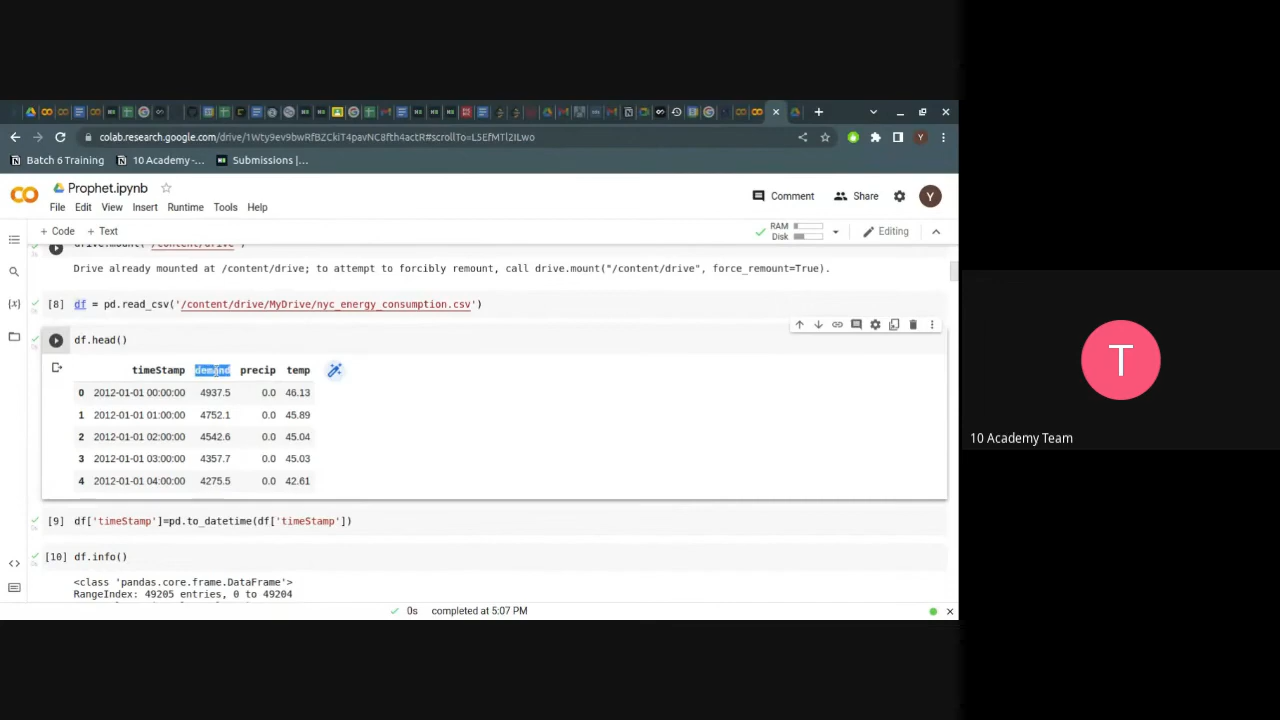 colab.research.google.com/drive/1Wty9ev9bwRfBZCkiT4pavNC8fth4actR#scrollTo=L5EfMTl2ILwo
Y
Batch 6 Training
10 Academy -...
Submissions |...
Prophet.ipynb
Comment
Share
Y
File Edit View Insert Runtime Tools Help
+ Code + Text
RAM
Disk
Editing
drive.mount('/content/drive')
Drive already mounted at /content/drive; to attempt to forcibly remount, call drive.mount("/content/drive", force_remount=True).
[8] df = pd.read_csv('/content/drive/MyDrive/nyc_energy_consumption.csv')
df.head()
timeStamp demand precip temp
0 2012-01-01 00:00:00 4937.5 0.0 46.13
1 2012-01-01 01:00:00 4752.1 0.0 45.89
2 2012-01-01 02:00:00 4542.6 0.0 45.04
3 2012-01-01 03:00:00 4357.7 0.0 45.03
4 2012-01-01 04:00:00 4275.5 0.0 42.61
[9] df['timeStamp']=pd.to_datetime(df['timeStamp'])
[10] df.info()
<class 'pandas.core.frame.DataFrame'>
RangeIndex: 49205 entries, 0 to 49204
0s completed at 5:07 PM
T
10 Academy Team